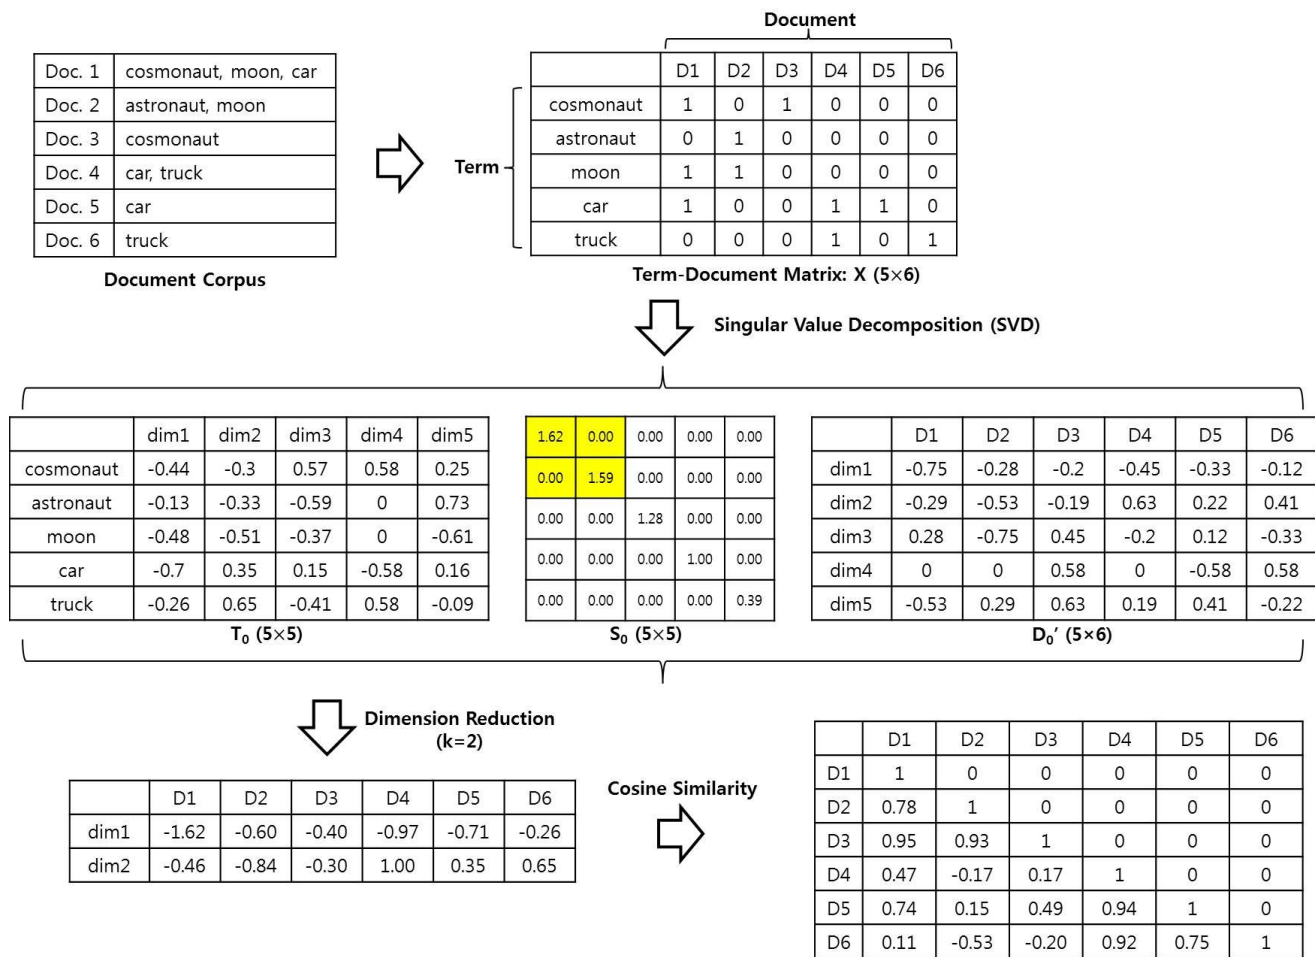 Document
Doc. 1 cosmonaut, moon, car
Doc. 2 astronaut, moon
Doc. 3 cosmonaut
Doc. 4 car, truck
Doc. 5 car
Doc. 6 truck
Document Corpus
Term
D1 D2 D3 D4 D5 D6
cosmonaut 1 0 1 0 0 0
astronaut 0 1 0 0 0 0
moon 1 1 0 0 0 0
car 1 0 0 1 1 0
truck 0 0 0 1 0 1
Term-Document Matrix: X (5×6)
Singular Value Decomposition (SVD)
dim1 dim2 dim3 dim4 dim5
cosmonaut -0.44 -0.3 0.57 0.58 0.25
astronaut -0.13 -0.33 -0.59 0 0.73
moon -0.48 -0.51 -0.37 0 -0.61
car -0.7 0.35 0.15 -0.58 0.16
truck -0.26 0.65 -0.41 0.58 -0.09
T₀ (5×5)
1.62 0.00 0.00 0.00 0.00
0.00 1.59 0.00 0.00 0.00
0.00 0.00 1.28 0.00 0.00
0.00 0.00 0.00 1.00 0.00
0.00 0.00 0.00 0.00 0.39
S₀ (5×5)
D1 D2 D3 D4 D5 D6
dim1 -0.75 -0.28 -0.2 -0.45 -0.33 -0.12
dim2 -0.29 -0.53 -0.19 0.63 0.22 0.41
dim3 0.28 -0.75 0.45 -0.2 0.12 -0.33
dim4 0 0 0.58 0 -0.58 0.58
dim5 -0.53 0.29 0.63 0.19 0.41 -0.22
D₀′ (5×6)
Dimension Reduction
(k=2)
D1 D2 D3 D4 D5 D6
dim1 -1.62 -0.60 -0.40 -0.97 -0.71 -0.26
dim2 -0.46 -0.84 -0.30 1.00 0.35 0.65
Cosine Similarity
D1 D2 D3 D4 D5 D6
D1 1 0 0 0 0 0
D2 0.78 1 0 0 0 0
D3 0.95 0.93 1 0 0 0
D4 0.47 -0.17 0.17 1 0 0
D5 0.74 0.15 0.49 0.94 1 0
D6 0.11 -0.53 -0.20 0.92 0.75 1